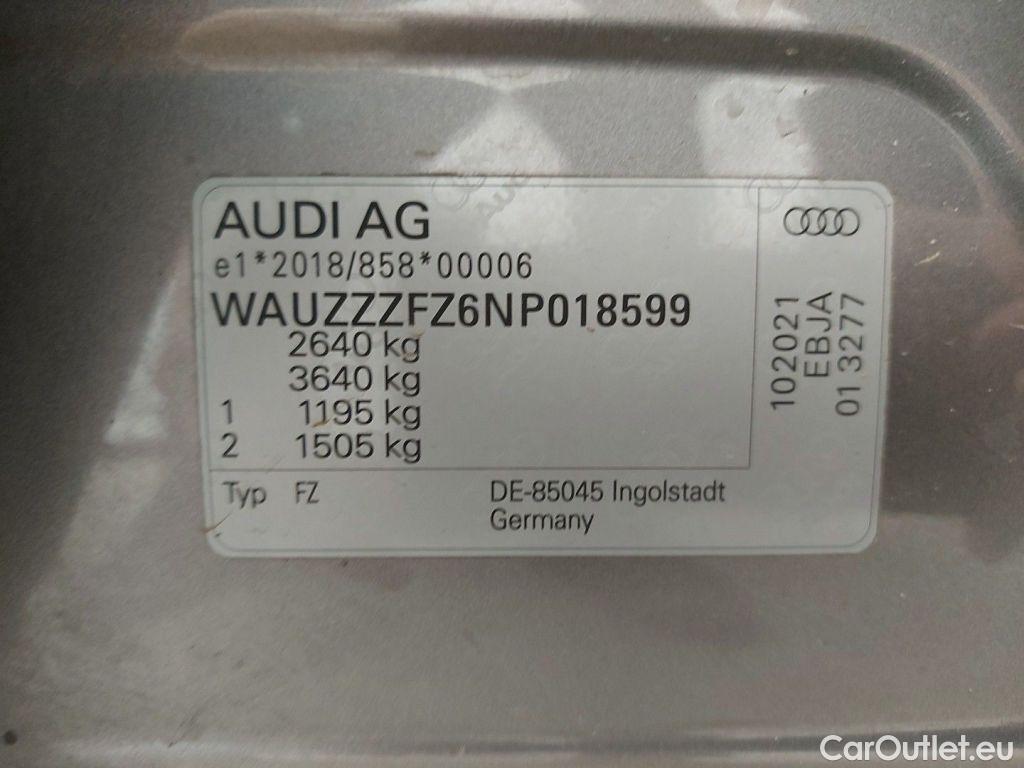 AUDI AG
e1*2018/858*00006
WAUZZZFZ6NP018599
2640 kg
3640 kg
1 1195 kg
2 1505 kg
Typ FZ DE-85045 Ingolstadt
Germany
102021
EBJA
01 3277
CarOutlet.eu